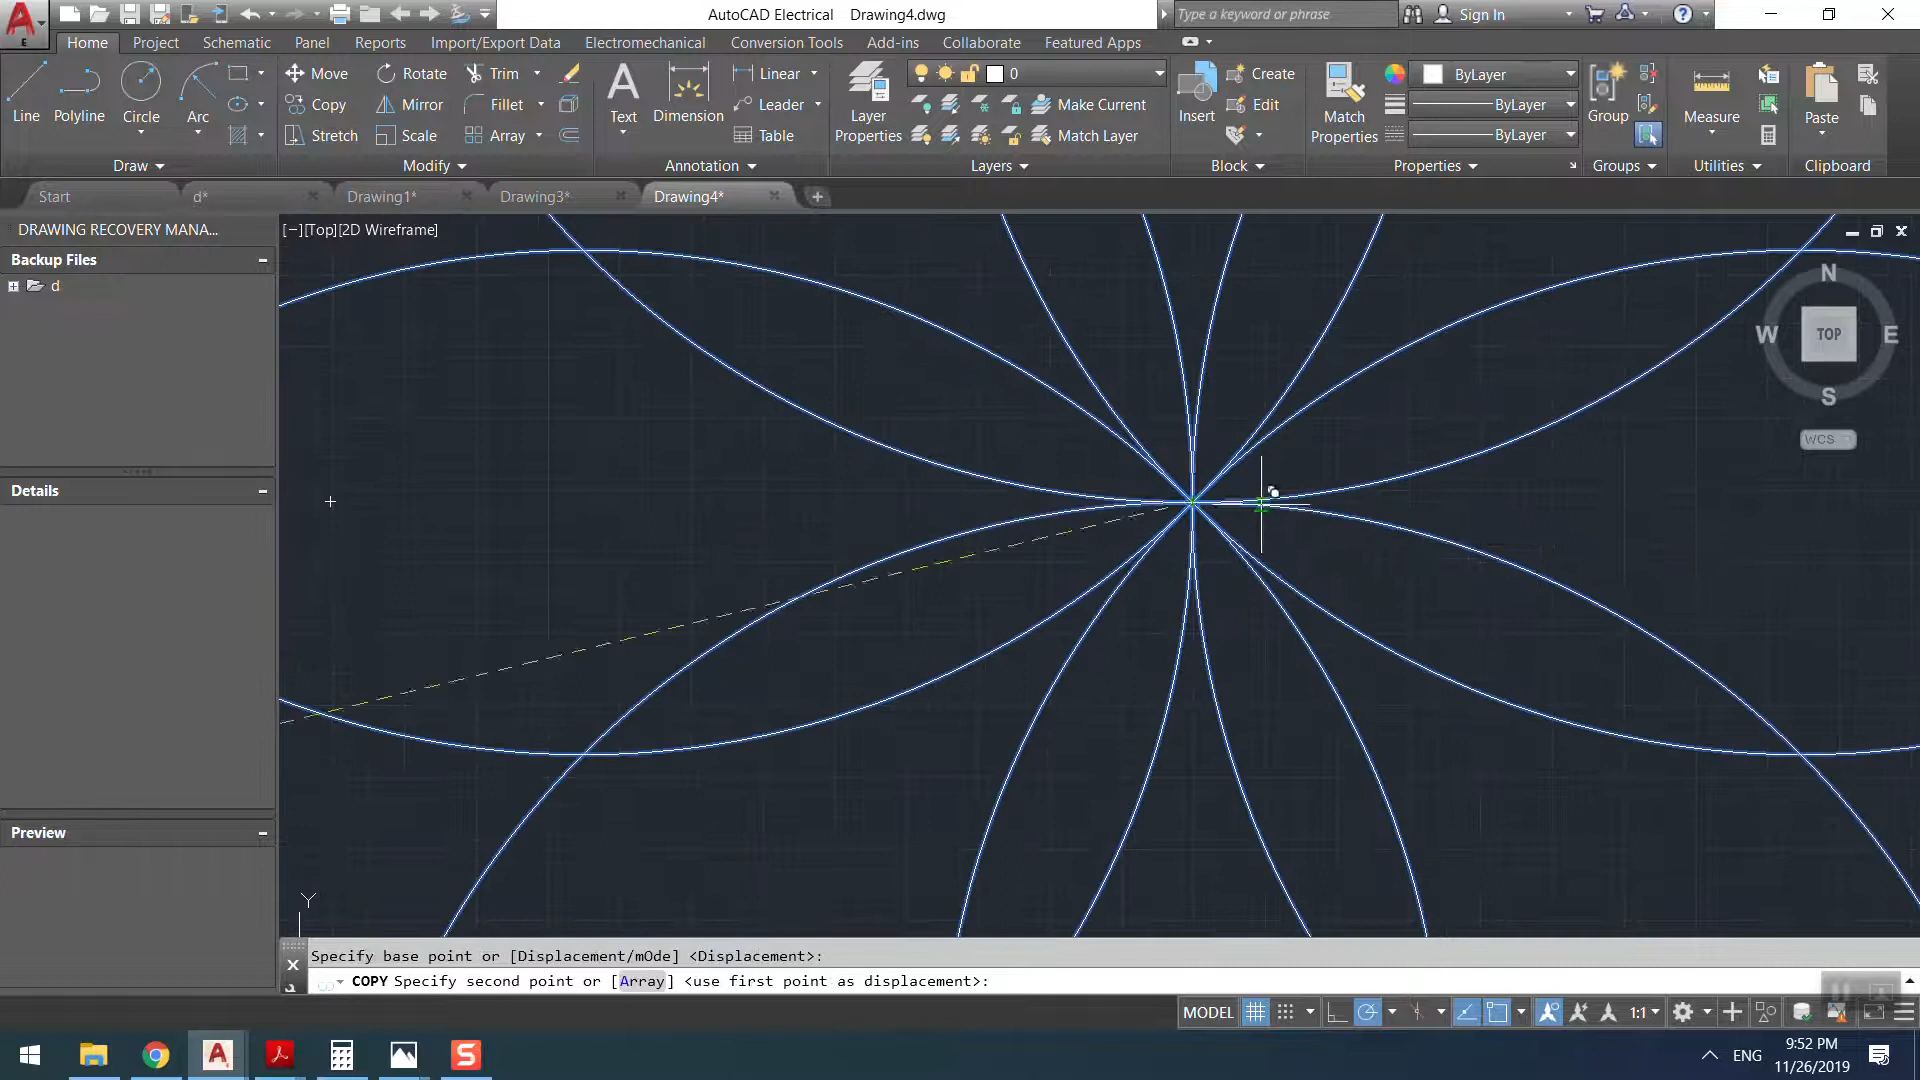 AutoCAD Electrical Drawing4.dwg
Type a keyword or phrase
Sign In
E
Home Project Schematic Panel Reports Import/Export Data Electromechanical Conversion Tools Add-ins Collaborate Featured Apps
Line Polyline Circle Arc
Draw
Move Rotate Trim
Copy Mirror Fillet
Stretch Scale Array
Modify
Text Dimension
Linear
Leader
Table
Annotation
Layer Properties
0
Make Current
Match Layer
Layers
Insert
Create
Edit
Block
Match Properties
ByLayer
ByLayer
ByLayer
Properties
Group
Groups
Measure
Utilities
Paste
Clipboard
Start d* Drawing1* Drawing3* Drawing4*
DRAWING RECOVERY MANA...
Backup Files
d
Details
Preview
[−][Top][2D Wireframe]
N
W TOP E
S
WCS
Y
Specify base point or [Displacement/mOde] <Displacement>:
COPY Specify second point or [Array] <use first point as displacement>:
MODEL 1:1
ENG
9:52 PM
11/26/2019